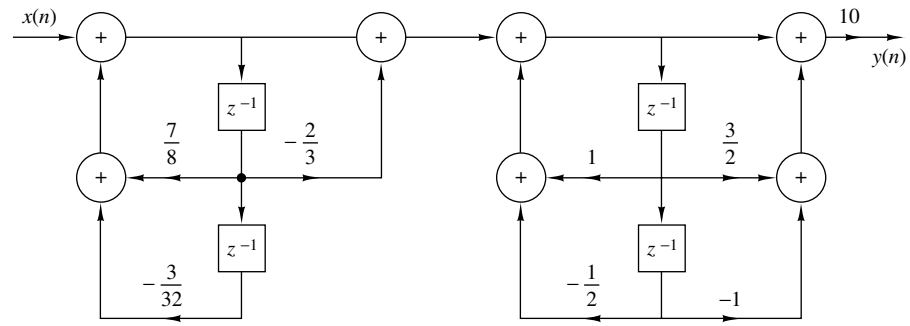 x(n)
+
+
+
+
10
y(n)
z⁻¹
z⁻¹
7/8
-2/3
1
3/2
+
+
+
z⁻¹
z⁻¹
-3/32
-1/2
-1